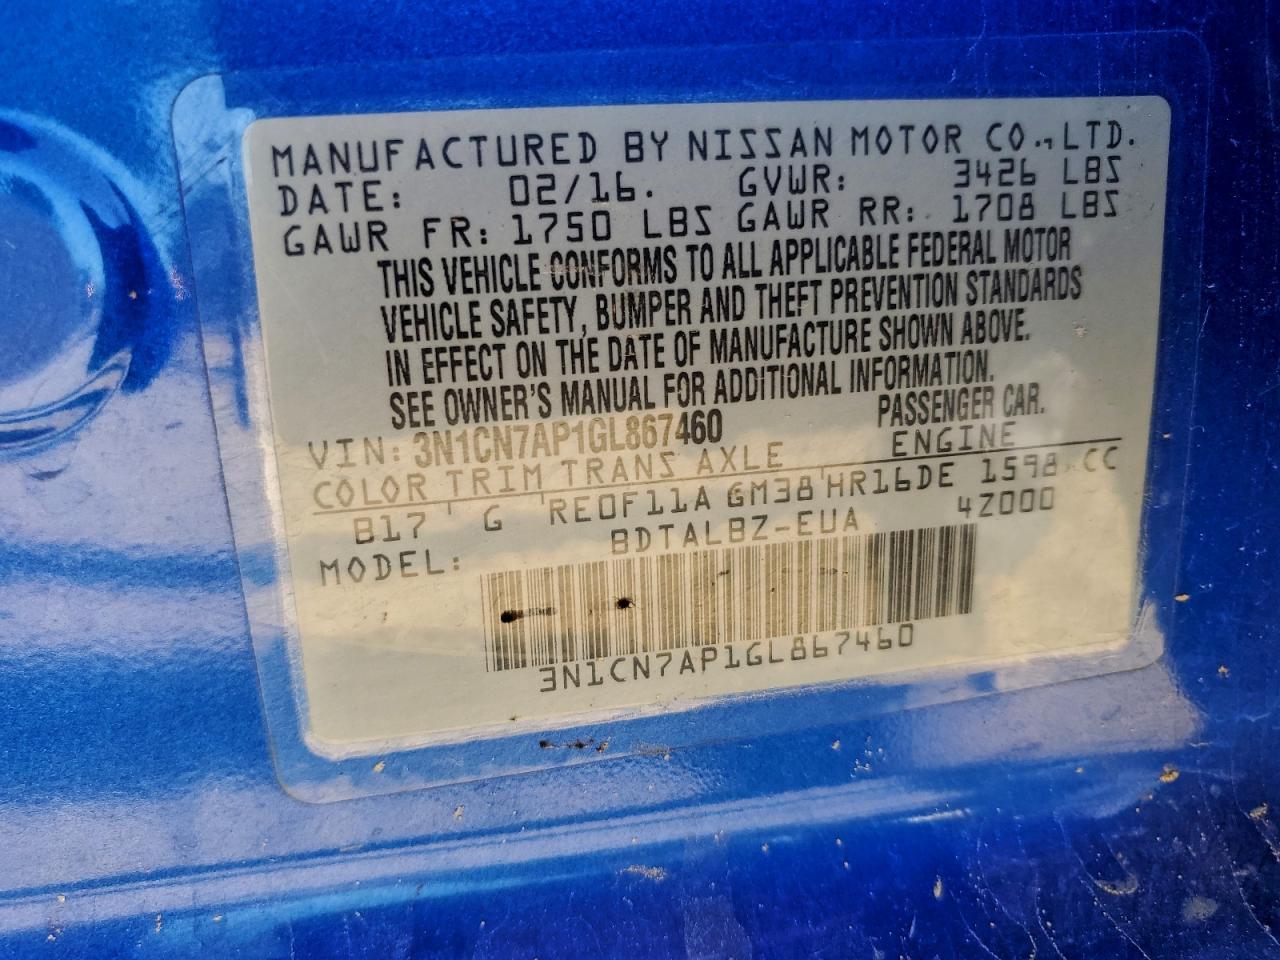 MANUFACTURED BY NISSAN MOTOR CO., LTD.
DATE: 02/16. GVWR: 3426 LBS
GAWR FR: 1750 LBS GAWR RR: 1708 LBS
THIS VEHICLE CONFORMS TO ALL APPLICABLE FEDERAL MOTOR
VEHICLE SAFETY, BUMPER AND THEFT PREVENTION STANDARDS
IN EFFECT ON THE DATE OF MANUFACTURE SHOWN ABOVE.
SEE OWNER'S MANUAL FOR ADDITIONAL INFORMATION.
VIN: 3N1CN7AP1GL867460 PASSENGER CAR.
COLOR TRIM TRANS AXLE ENGINE
B17 G RE0F11A GM38 HR16DE 1598 CC
MODEL: BDTALBZ-EUA 4Z000
3N1CN7AP1GL867460